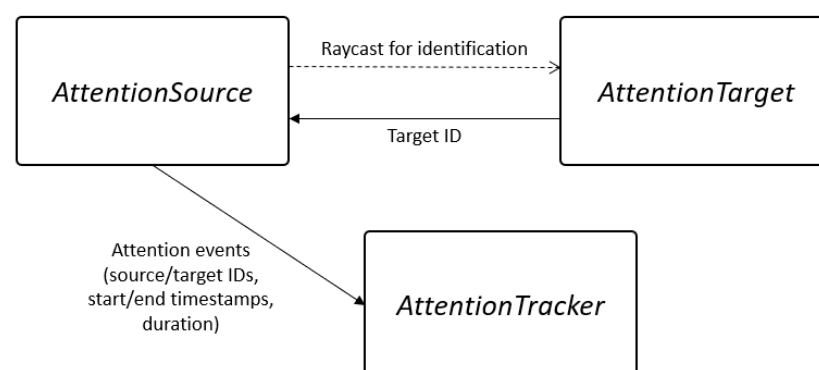 Raycast for identification
AttentionSource
AttentionTarget
Target ID
Attention events
(source/target IDs,
start/end timestamps,
duration)
AttentionTracker